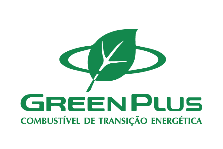 GREENPLUS
COMBUSTÍVEL DE TRANSIÇÃO ENERGÉTICA